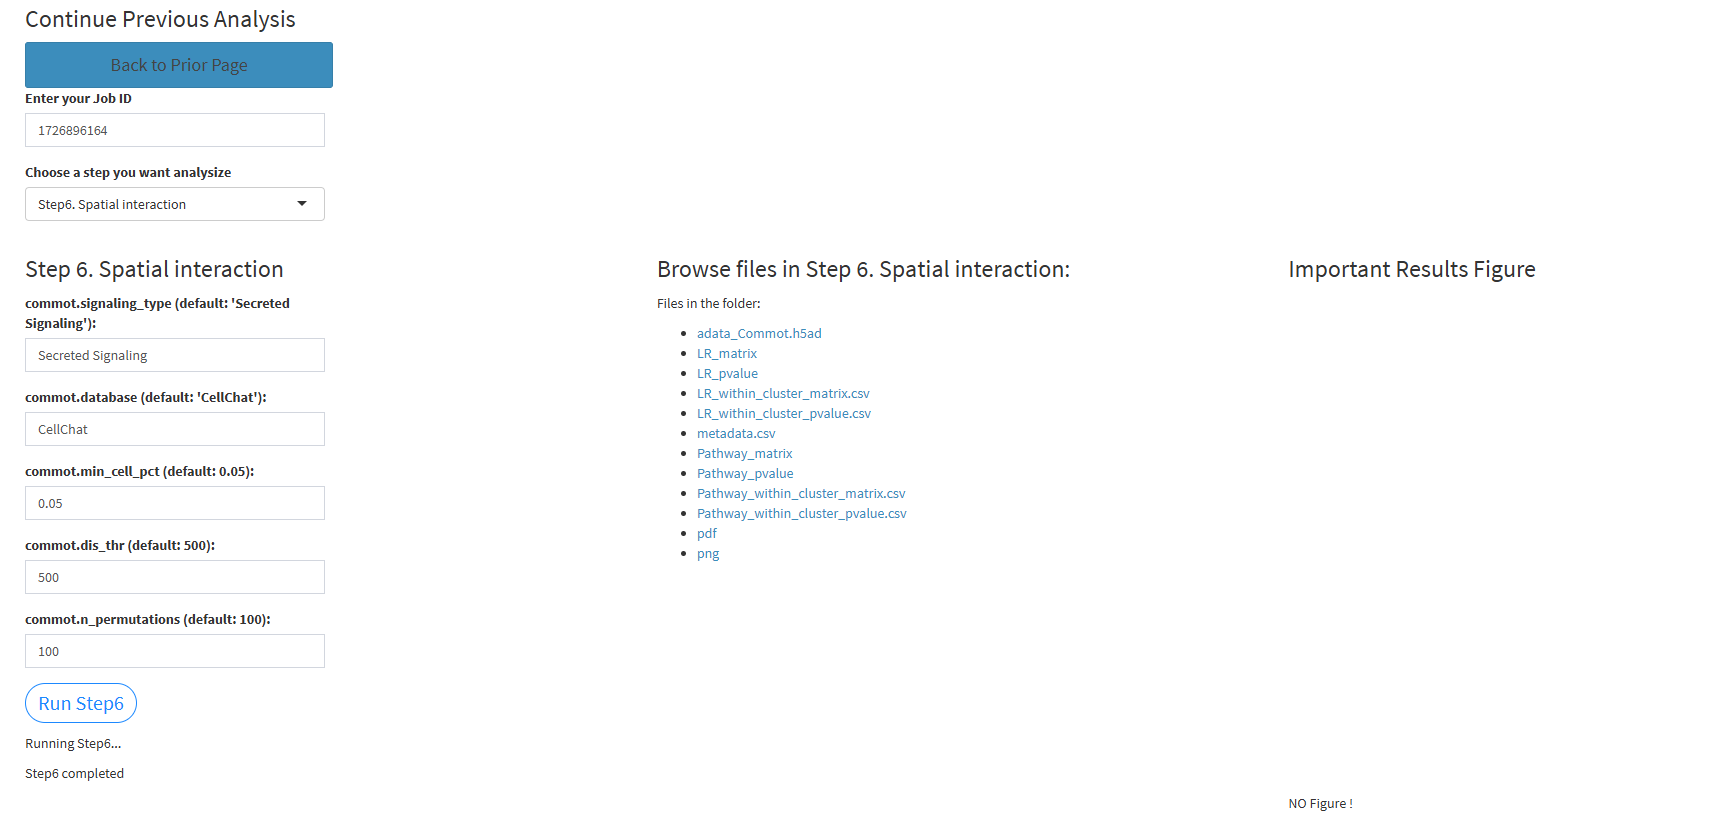 Continue Previous Analysis
Back to Prior Page
Enter your Job ID
1726896164
Choose a step you want analysize
Step6. Spatial interaction
Step 6. Spatial interaction
commot.signaling_type (default: 'Secreted
Signaling'):
Secreted Signaling
commot.database (default: 'CellChat'):
CellChat
commot.min_cell_pct (default: 0.05):
0.05
commot.dis_thr (default: 500):
500
commot.n_permutations (default: 100):
100
Run Step6
Running Step6...
Step6 completed
Browse files in Step 6. Spatial interaction:
Files in the folder:
adata_Commot.h5ad
LR_matrix
LR_pvalue
LR_within_cluster_matrix.csv
LR_within_cluster_pvalue.csv
metadata.csv
Pathway_matrix
Pathway_pvalue
Pathway_within_cluster_matrix.csv
Pathway_within_cluster_pvalue.csv
pdf
png
Important Results Figure
NO Figure !